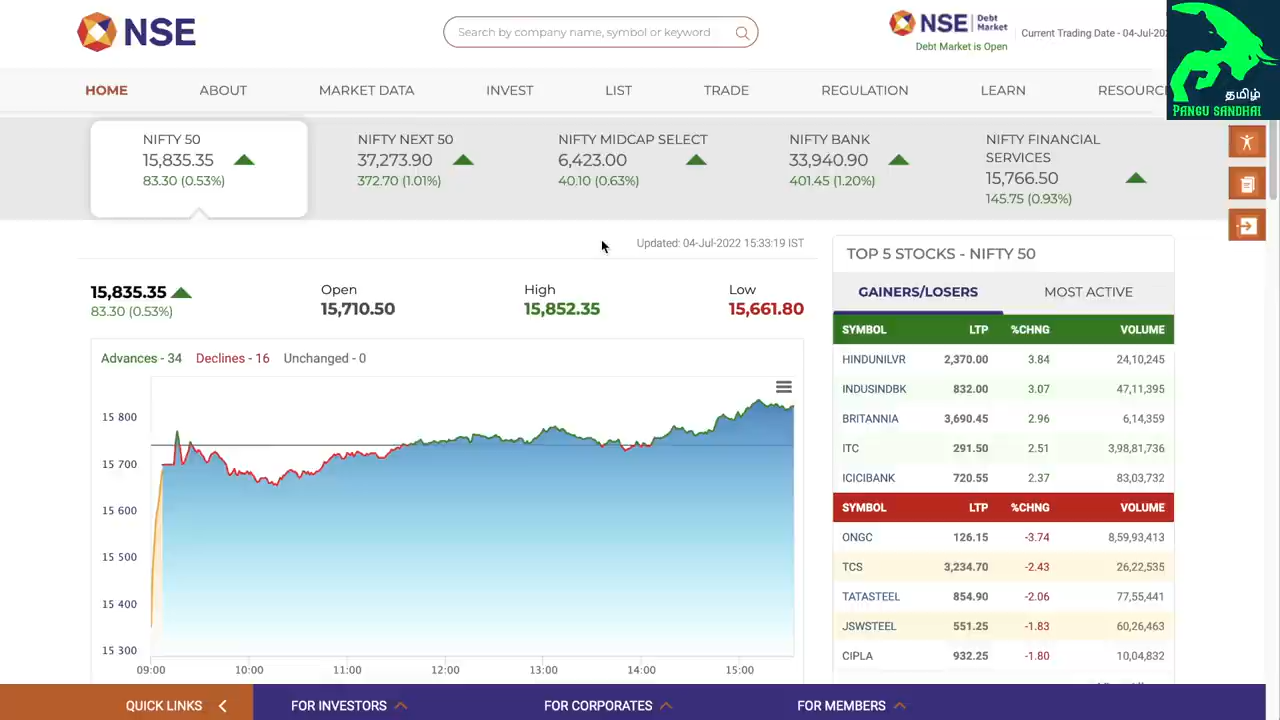 NSE
Search by company name, symbol or keyword
NSE Debt Market
Debt Market is Open
Current Trading Date - 04-Jul-202
தமிழ்
PANGU SANDHAI
HOME ABOUT MARKET DATA INVEST LIST TRADE REGULATION LEARN RESOURC
NIFTY 50
15,835.35
83.30 (0.53%)
NIFTY NEXT 50
37,273.90
372.70 (1.01%)
NIFTY MIDCAP SELECT
6,423.00
40.10 (0.63%)
NIFTY BANK
33,940.90
401.45 (1.20%)
NIFTY FINANCIAL
SERVICES
15,766.50
145.75 (0.93%)
Updated: 04-Jul-2022 15:33:19 IST
15,835.35
83.30 (0.53%)
Open
15,710.50
High
15,852.35
Low
15,661.80
Advances - 34 Declines - 16 Unchanged - 0
15 800
15 700
15 600
15 500
15 400
15 300
09:00 10:00 11:00 12:00 13:00 14:00 15:00
TOP 5 STOCKS - NIFTY 50
GAINERS/LOSERS MOST ACTIVE
SYMBOL LTP %CHNG VOLUME
HINDUNILVR 2,370.00 3.84 24,10,245
INDUSINDBK 832.00 3.07 47,11,395
BRITANNIA 3,690.45 2.96 6,14,359
ITC 291.50 2.51 3,98,81,736
ICICIBANK 720.55 2.37 83,03,732
SYMBOL LTP %CHNG VOLUME
ONGC 126.15 -3.74 8,59,93,413
TCS 3,234.70 -2.43 26,22,535
TATASTEEL 854.90 -2.06 77,55,441
JSWSTEEL 551.25 -1.83 60,26,463
CIPLA 932.25 -1.80 10,04,832
QUICK LINKS FOR INVESTORS FOR CORPORATES FOR MEMBERS